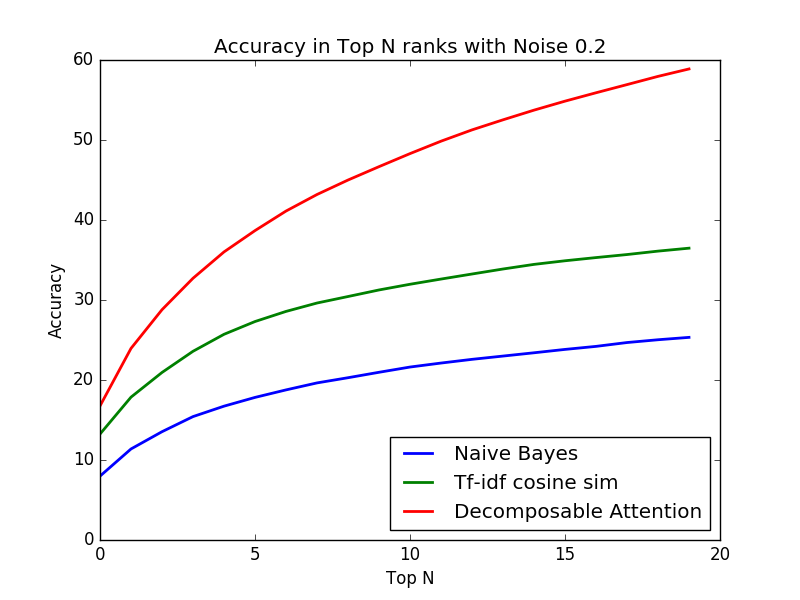 Accuracy in Top N ranks with Noise 0.2
60
50
40
30
20
10
0
Accuracy
0 5 10 15 20
Top N
Naive Bayes
Tf-idf cosine sim
Decomposable Attention